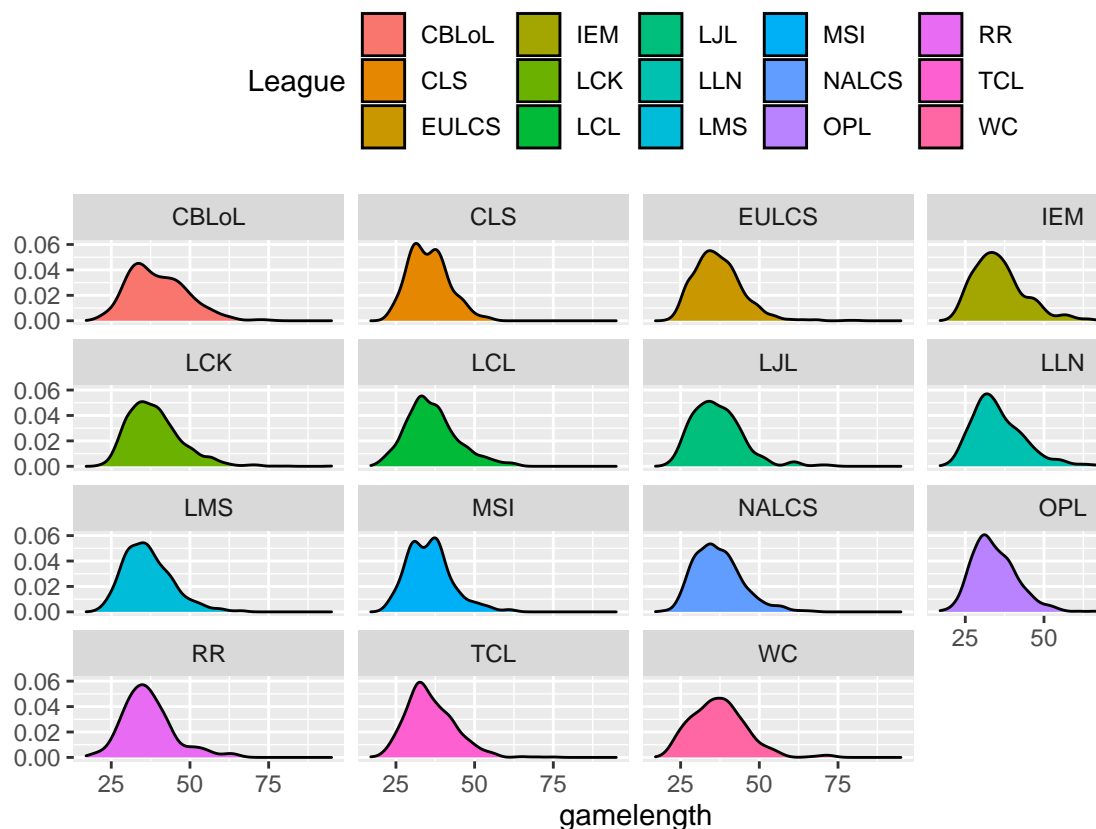 CBLoL IEM LJL MSI RR
League CLS LCK LLN NALCS TCL
EULCS LCL LMS OPL WC
CBLoL CLS EULCS IEM
0.06
0.04
0.02
0.00
LCK LCL LJL LLN
0.06
0.04
0.02
0.00
LMS MSI NALCS OPL
0.06
0.04
0.02
0.00
25 50
RR TCL WC
0.06
0.04
0.02
0.00
25 50 75 25 50 75 25 50 75
gamelength